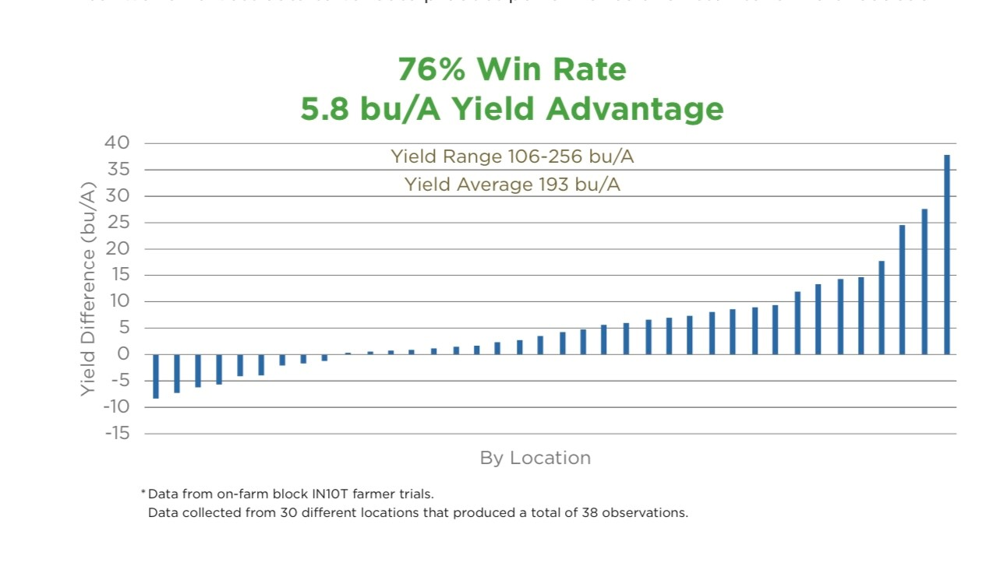 76% Win Rate
5.8 bu/A Yield Advantage
Yield Range 106-256 bu/A
Yield Average 193 bu/A
Yield Difference (bu/A)
40
35
30
25
20
15
10
5
0
-5
-10
-15
By Location
*Data from on-farm block IN10T farmer trials.
Data collected from 30 different locations that produced a total of 38 observations.